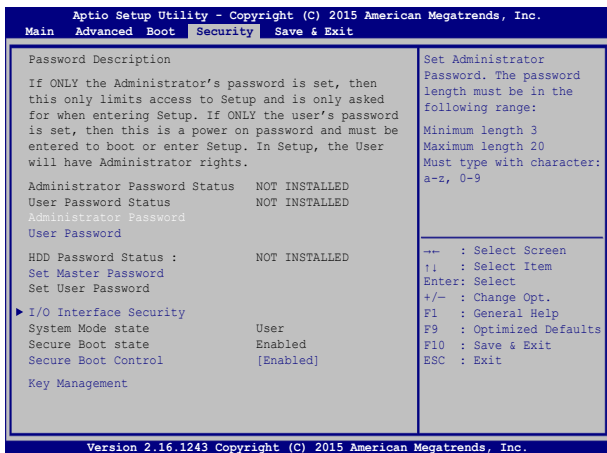 Aptio Setup Utility - Copyright (C) 2015 American Megatrends, Inc.
Main Advanced Boot Security Save & Exit
Password Description
If ONLY the Administrator's password is set, then
this only limits access to Setup and is only asked
for when entering Setup. If ONLY the user's password
is set, then this is a power on password and must be
entered to boot or enter Setup. In Setup, the User
will have Administrator rights.
Administrator Password Status NOT INSTALLED
User Password Status NOT INSTALLED
Administrator Password
User Password
HDD Password Status : NOT INSTALLED
Set Master Password
Set User Password
I/O Interface Security
System Mode state User
Secure Boot state Enabled
Secure Boot Control [Enabled]
Key Management
Set Administrator
Password. The password
length must be in the
following range:
Minimum length 3
Maximum length 20
Must type with character:
a-z, 0-9
→← : Select Screen
↑↓ : Select Item
Enter: Select
+/— : Change Opt.
F1 : General Help
F9 : Optimized Defaults
F10 : Save & Exit
ESC : Exit
Version 2.16.1243 Copyright (C) 2015 American Megatrends, Inc.